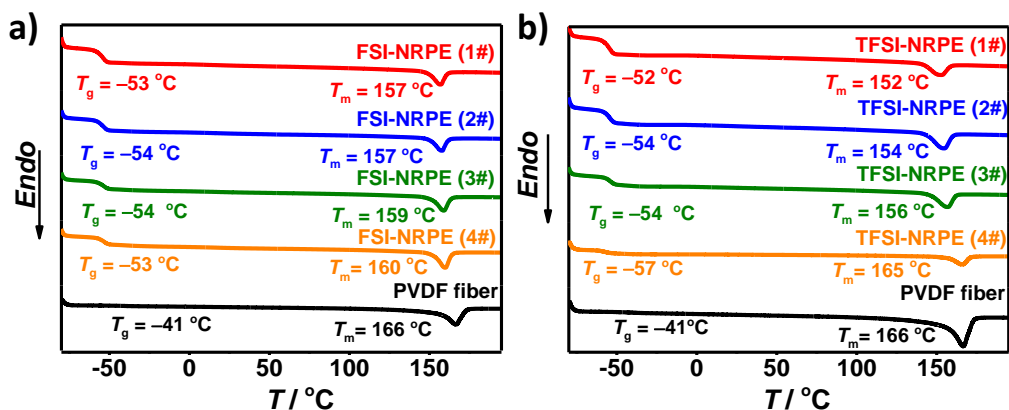 a)
Endo
FSI-NRPE (1#)
Tg = –53 °C
Tm = 157 °C
FSI-NRPE (2#)
Tg = –54 °C
Tm = 157 °C
FSI-NRPE (3#)
Tg = –54 °C
Tm = 159 °C
FSI-NRPE (4#)
Tg = –53 °C
Tm = 160 °C
PVDF fiber
Tg = –41 °C
Tm= 166 °C
-50 0 50 100 150
T / °C
b)
Endo
TFSI-NRPE (1#)
Tg = –52 °C
Tm = 152 °C
TFSI-NRPE (2#)
Tg = –54 °C
Tm = 154 °C
TFSI-NRPE (3#)
Tg = –54 °C
Tm = 156 °C
TFSI-NRPE (4#)
Tg = –57 °C
Tm = 165 °C
PVDF fiber
Tg = –41°C
Tm= 166 °C
-50 0 50 100 150
T / °C